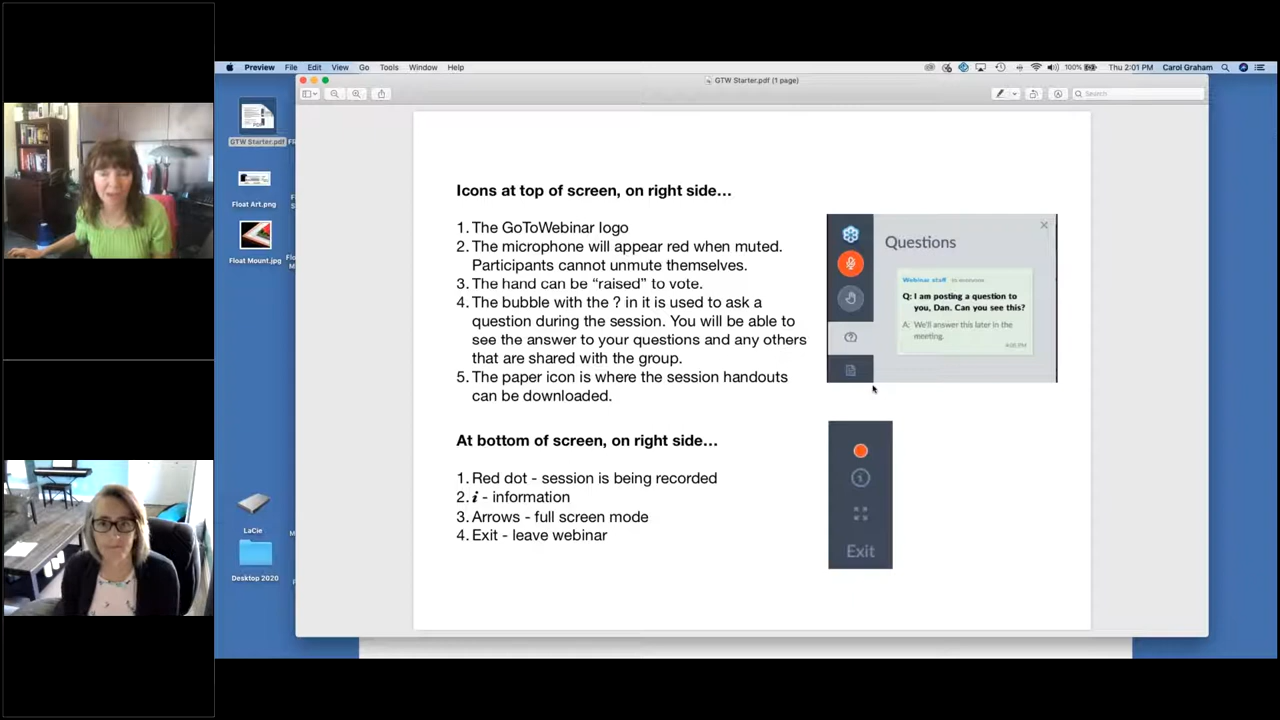 Preview File Edit View Go Tools Window Help 100% Thu 2:01 PM Carol Graham
GTW Starter.pdf (1 page)
Search
GTW Starter.pdf
Float Art.png
Float Mount.jpg
LaCie
Desktop 2020
Icons at top of screen, on right side…
1. The GoToWebinar logo
2. The microphone will appear red when muted.
Participants cannot unmute themselves.
3. The hand can be “raised” to vote.
4. The bubble with the ? in it is used to ask a
question during the session. You will be able to
see the answer to your questions and any others
that are shared with the group.
5. The paper icon is where the session handouts
can be downloaded.
At bottom of screen, on right side…
1. Red dot - session is being recorded
2. i - information
3. Arrows - full screen mode
4. Exit - leave webinar
Questions
Webinar staff
Q: I am posting a question to
you, Dan. Can you see this?
A: We'll answer this later in the
meeting.
Exit